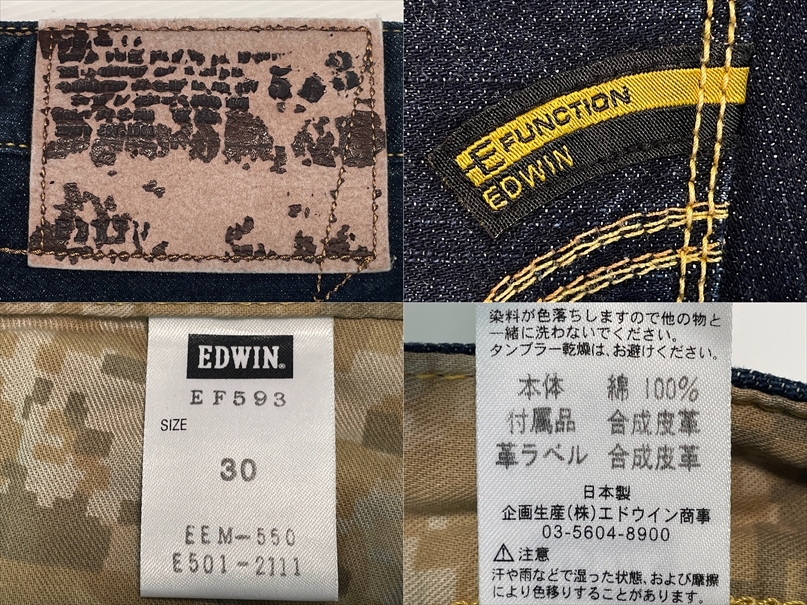 E FUNCTION
EDWIN
EDWIN®
EF593
SIZE
30
EEM-550
E501-2111
染料が色落ちしますので他の物と
一緒に洗わないでください。
タンブラー乾燥は、お避けください。
本体 綿 100%
付属品 合成皮革
革ラベル 合成皮革
日本製
企画生産(株)エドウイン商事
03-5604-8900
⚠注意
汗や雨などで湿った状態、および摩擦
により色移りすることがあります。